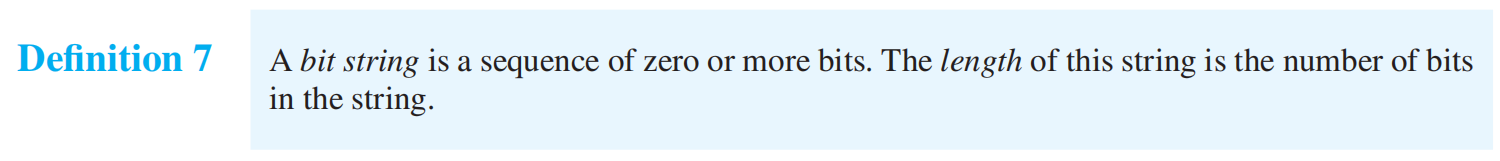 Definition 7
A bit string is a sequence of zero or more bits. The length of this string is the number of bits
in the string.